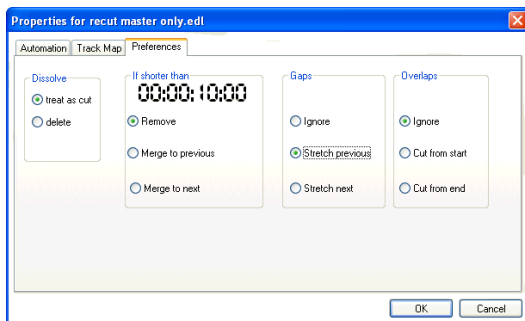 Properties for recut master only.edl
Automation Track Map Preferences
Dissolve
treat as cut
delete
If shorter than
00:00:10:00
Remove
Merge to previous
Merge to next
Gaps
Ignore
Stretch previous
Stretch next
Overlaps
Ignore
Cut from start
Cut from end
OK Cancel